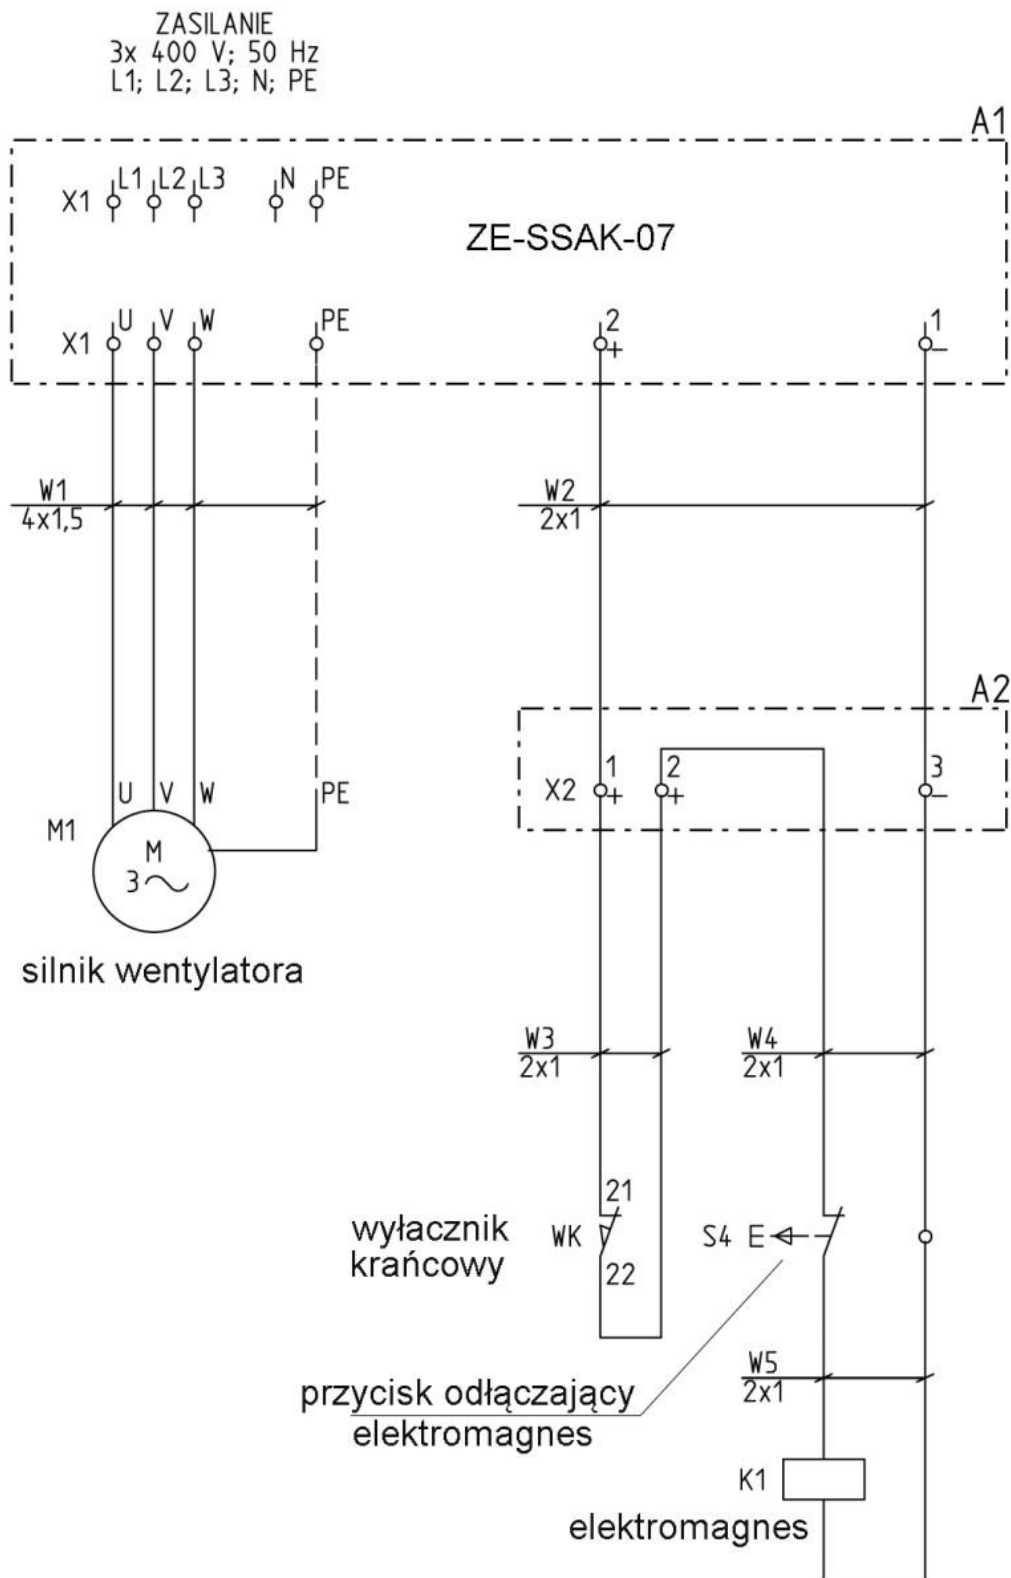 ZASILANIE
3x 400 V; 50 Hz
L1; L2; L3; N; PE
A1
X1 L1 L2 L3 N PE
ZE-SSAK-07
X1 U V W PE 2 + 1 -
W1
4x1,5
W2
2x1
A2
X2 1 + 2 + 3 -
U V W PE
M1
M
3~
silnik wentylatora
W3
2x1
W4
2x1
21
wyłacznik
krańcowy
WK
22
S4 E
przycisk odłączający
elektromagnes
W5
2x1
K1
elektromagnes